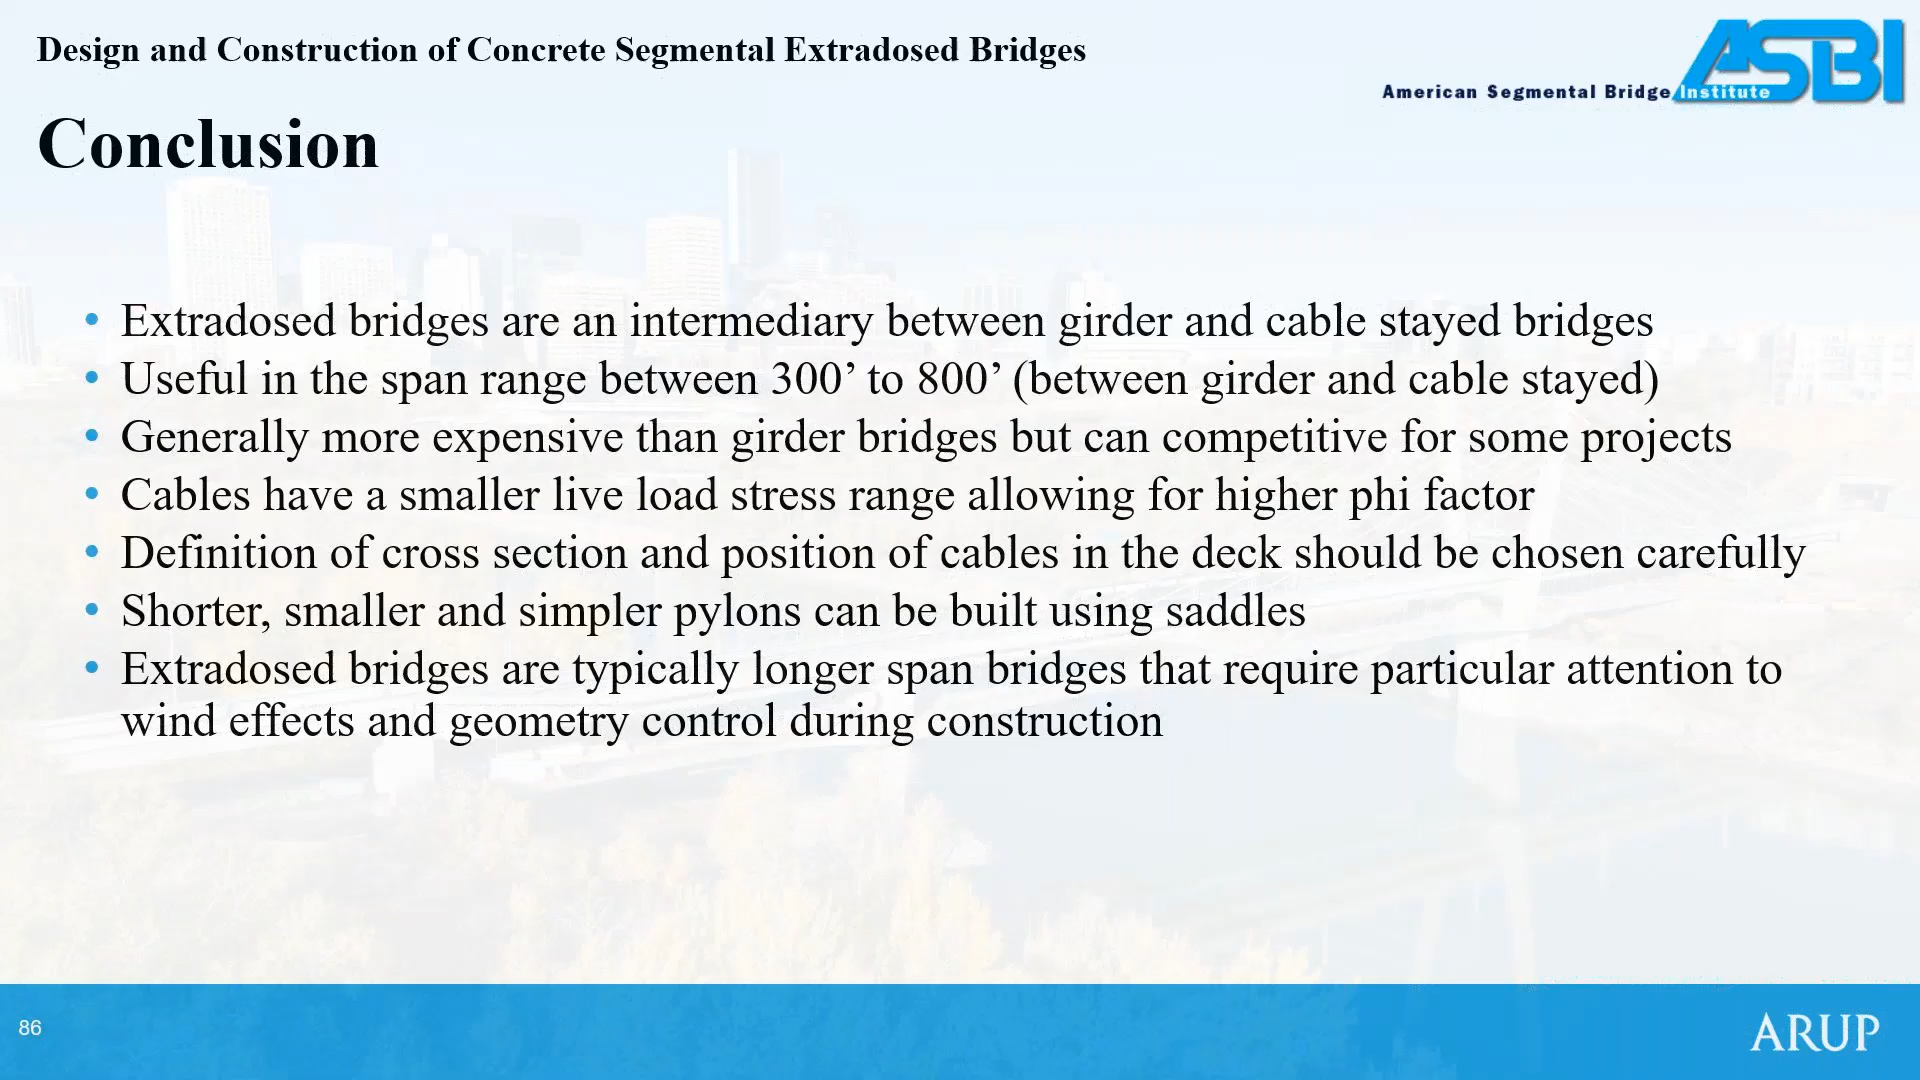 Design and Construction of Concrete Segmental Extradosed Bridges
ASBI
American Segmental Bridge Institute
Conclusion
• Extradosed bridges are an intermediary between girder and cable stayed bridges
• Useful in the span range between 300’ to 800’ (between girder and cable stayed)
• Generally more expensive than girder bridges but can competitive for some projects
• Cables have a smaller live load stress range allowing for higher phi factor
• Definition of cross section and position of cables in the deck should be chosen carefully
• Shorter, smaller and simpler pylons can be built using saddles
• Extradosed bridges are typically longer span bridges that require particular attention to
wind effects and geometry control during construction
86
ARUP